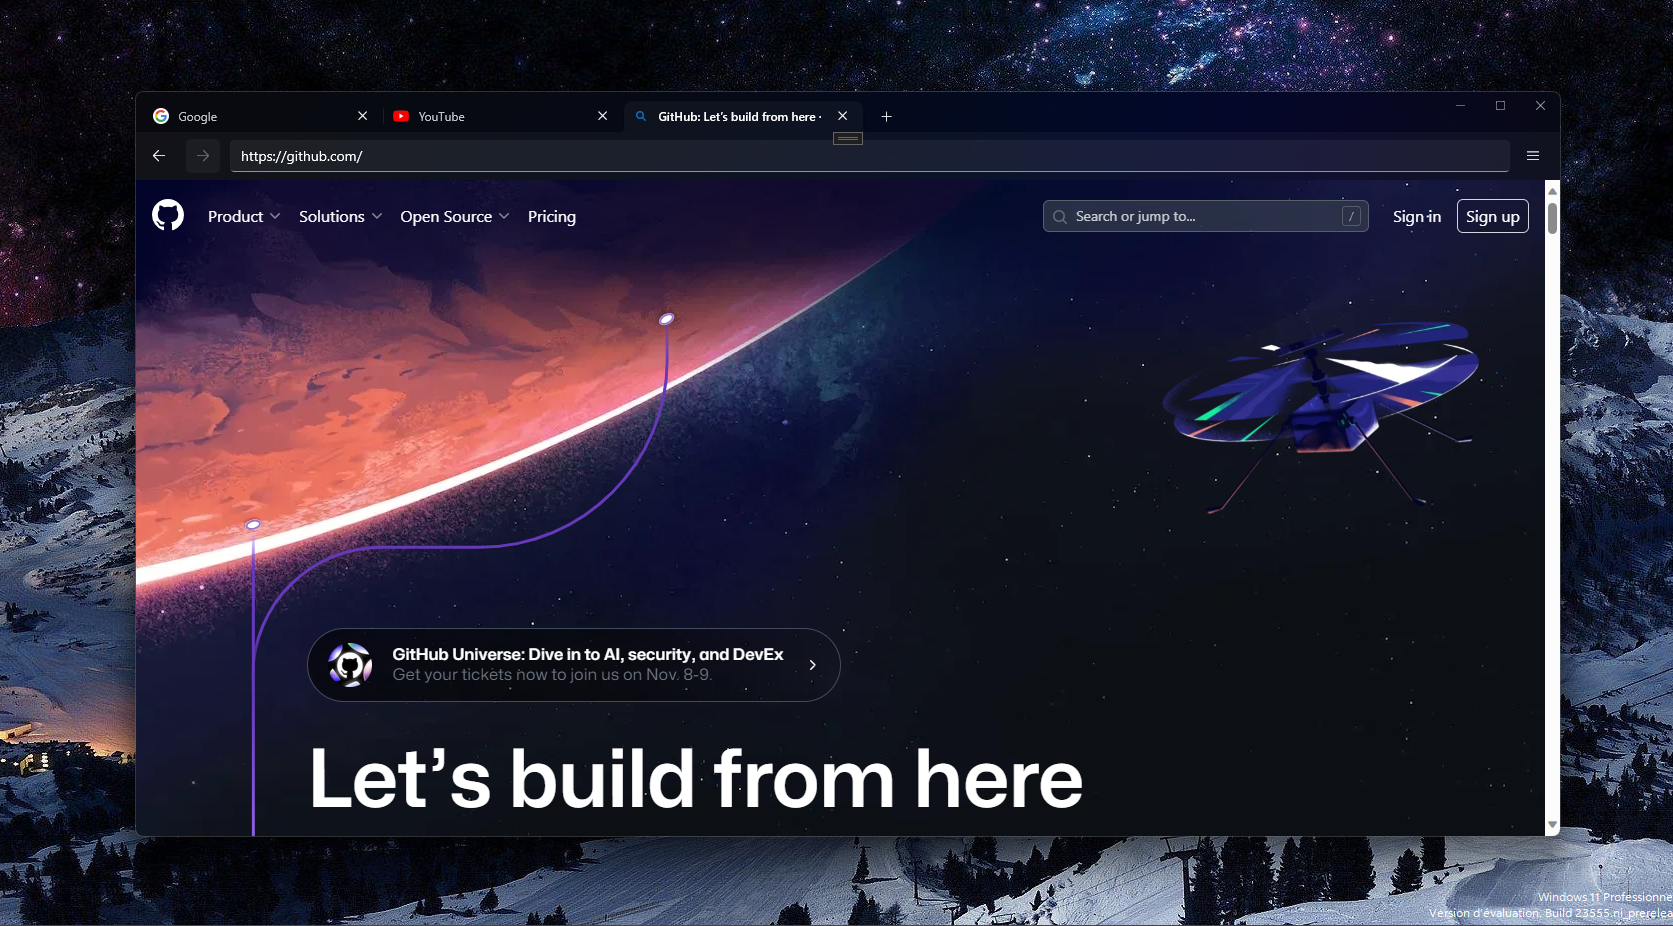 Google
YouTube
GitHub: Let's build from here ·
https://github.com/
Product
Solutions
Open Source
Pricing
Search or jump to...
/
Sign in
Sign up
GitHub Universe: Dive in to AI, security, and DevEx
Get your tickets now to join us on Nov. 8-9.
Let's build from here
Windows 11 Professionne
Version d'évaluation. Build 23555.ni_prerelea